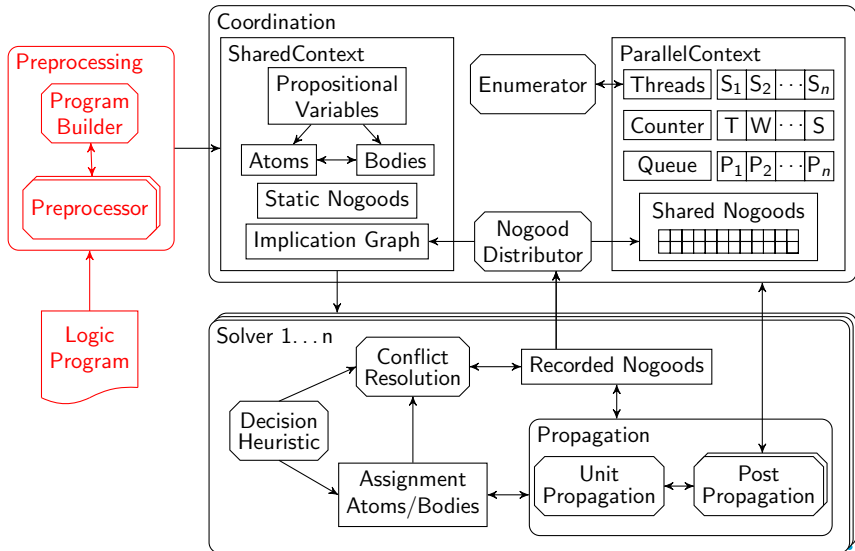 Coordination
Preprocessing
Program
Builder
Preprocessor
Logic
Program
SharedContext
Propositional
Variables
Atoms
Bodies
Static Nogoods
Implication Graph
Enumerator
Nogood
Distributor
ParallelContext
Threads S₁ S₂ ··· Sₙ
Counter T W ··· S
Queue P₁ P₂ ··· Pₙ
Shared Nogoods
Solver 1...n
Conflict
Resolution
Recorded Nogoods
Decision
Heuristic
Assignment
Atoms/Bodies
Propagation
Unit
Propagation
Post
Propagation